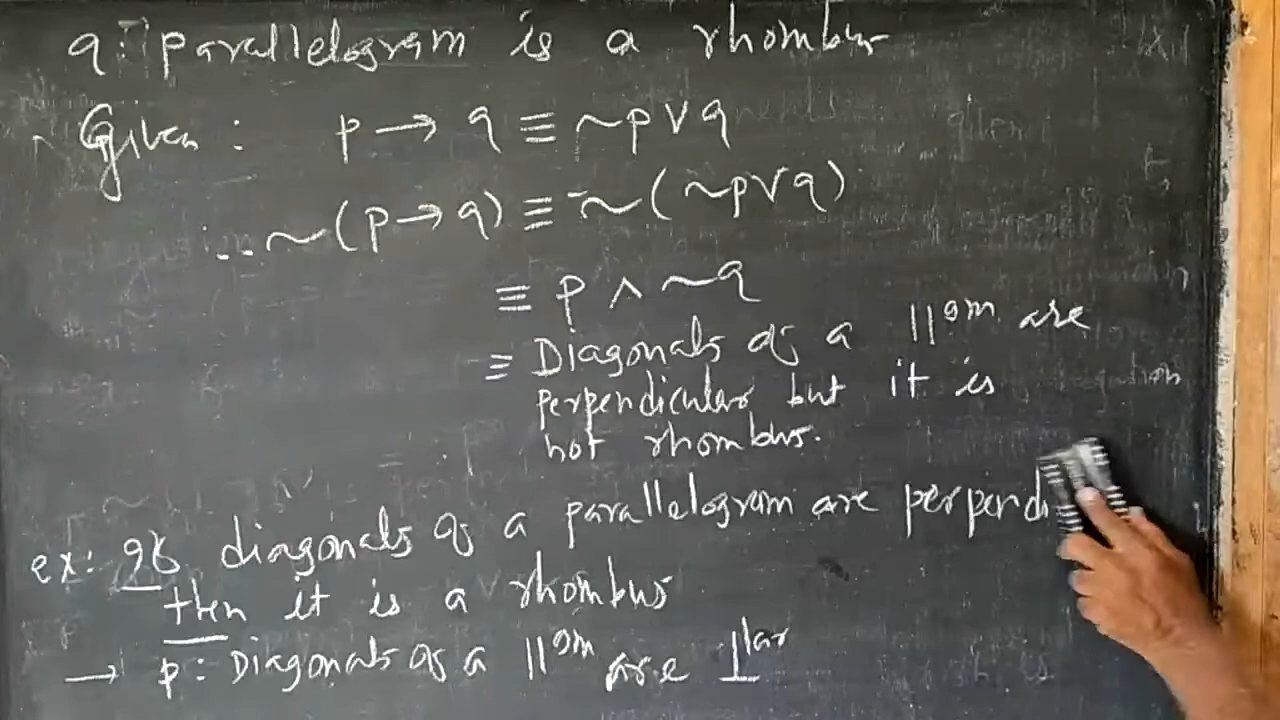 q: parallelogram is a rhombus
Given: p → q ≡ ~p ∨ q
∴ ~(p → q) ≡ ~(~p ∨ q)
≡ p ∧ ~q
≡ Diagonals of a ||gm are
perpendicular but it is
not rhombus.
ex: If diagonals of a parallelogram are perpendi
then it is a rhombus
→ p: Diagonals of a ||gm are ⊥lar